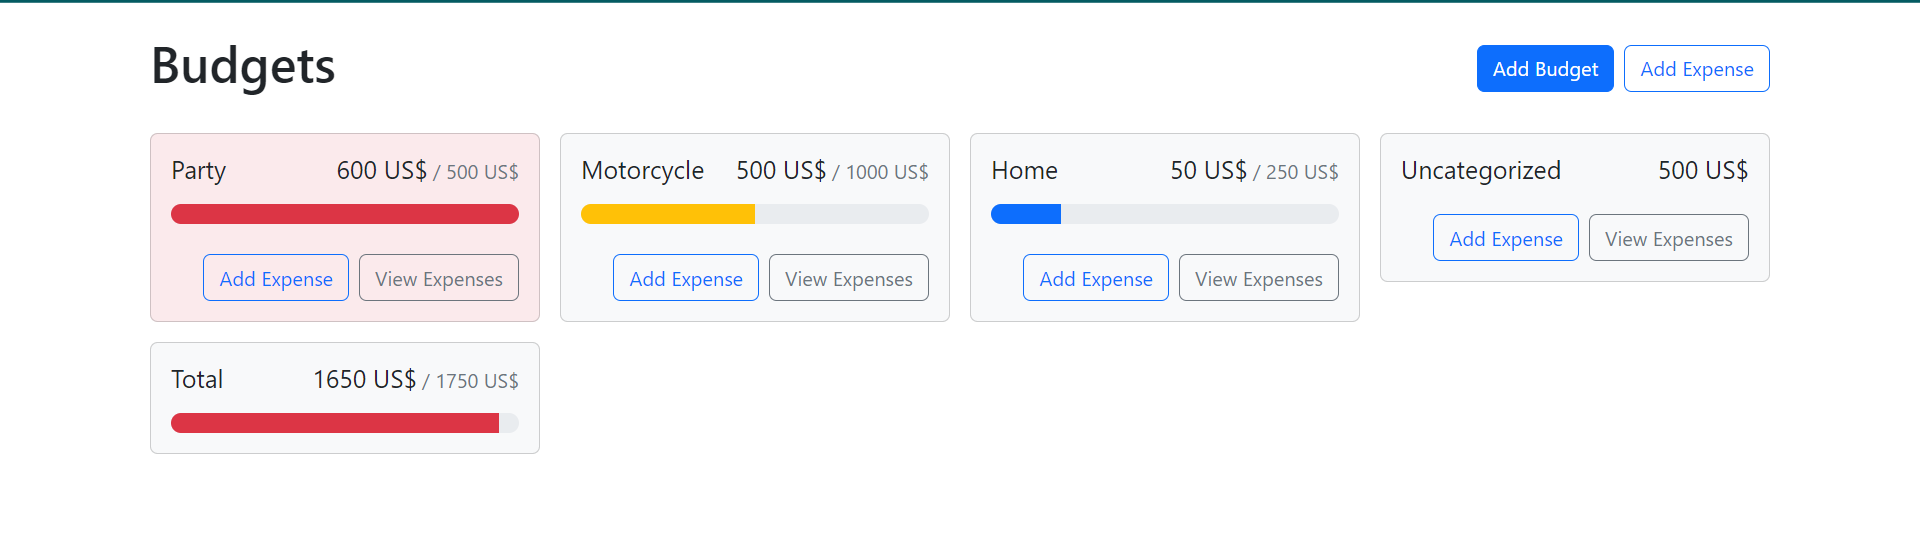 Budgets
Add Budget
Add Expense
Party 600 US$ / 500 US$
Add Expense
View Expenses
Motorcycle 500 US$ / 1000 US$
Add Expense
View Expenses
Home 50 US$ / 250 US$
Add Expense
View Expenses
Uncategorized 500 US$
Add Expense
View Expenses
Total 1650 US$ / 1750 US$